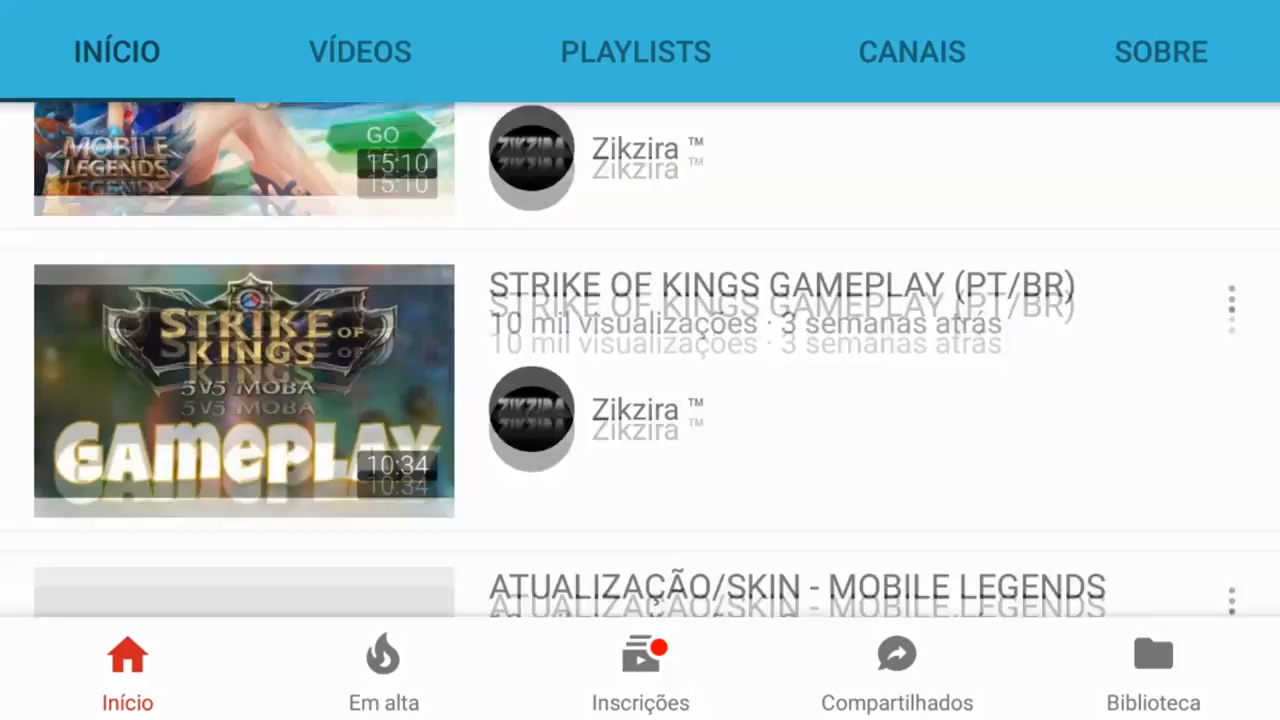 INÍCIO VÍDEOS PLAYLISTS CANAIS SOBRE
GO
MOBILE
LEGENDS
15:10
Zikzira ™
STRIKE OF
KINGS
5V5 MOBA
GAMEPLAY
10:34
STRIKE OF KINGS GAMEPLAY (PT/BR)
10 mil visualizações · 3 semanas atrás
ZIKZIRA
Zikzira ™
ATUALIZAÇÃO/SKIN - MOBILE LEGENDS
Início Em alta Inscrições Compartilhados Biblioteca